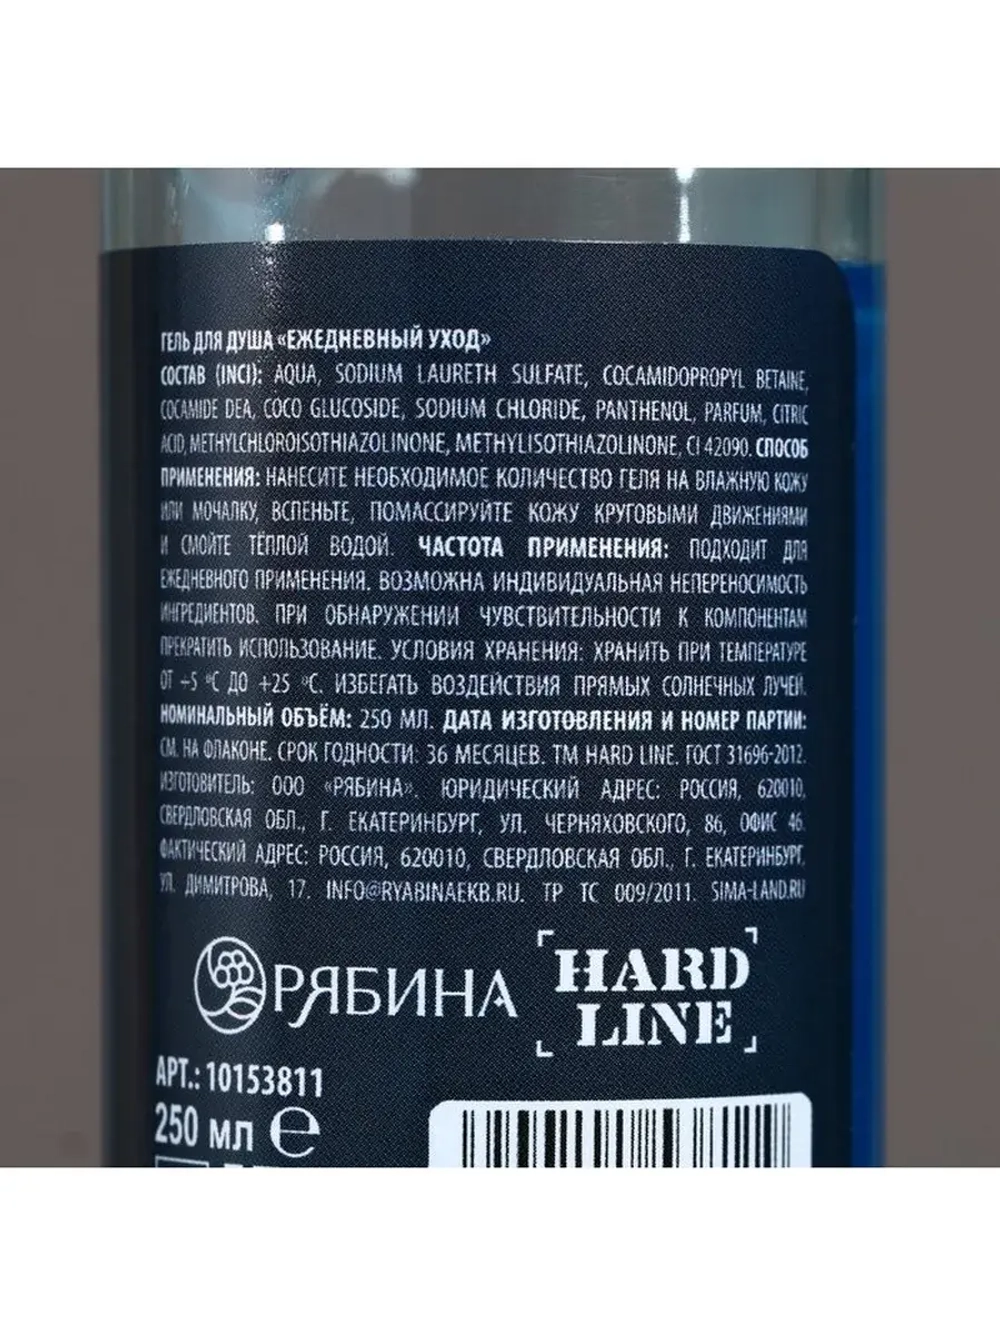 ГЕЛЬ ДЛЯ ДУША «ЕЖЕДНЕВНЫЙ УХОД»
СОСТАВ (INCI): AQUA, SODIUM LAURETH SULFATE, COCAMIDOPROPYL BETAINE,
COCAMIDE DEA, COCO GLUCOSIDE, SODIUM CHLORIDE, PANTHENOL, PARFUM, CITRIC
ACID, METHYLCHLOROISOTHIAZOLINONE, METHYLISOTHIAZOLINONE, CI 42090. СПОСОБ
ПРИМЕНЕНИЯ: НАНЕСИТЕ НЕОБХОДИМОЕ КОЛИЧЕСТВО ГЕЛЯ НА ВЛАЖНУЮ КОЖУ
ИЛИ МОЧАЛКУ, ВСПЕНЬТЕ, ПОМАССИРУЙТЕ КОЖУ КРУГОВЫМИ ДВИЖЕНИЯМИ
И СМОЙТЕ ТЁПЛОЙ ВОДОЙ. ЧАСТОТА ПРИМЕНЕНИЯ: ПОДХОДИТ ДЛЯ
ЕЖЕДНЕВНОГО ПРИМЕНЕНИЯ. ВОЗМОЖНА ИНДИВИДУАЛЬНАЯ НЕПЕРЕНОСИМОСТЬ
ИНГРЕДИЕНТОВ. ПРИ ОБНАРУЖЕНИИ ЧУВСТВИТЕЛЬНОСТИ К КОМПОНЕНТАМ
ПРЕКРАТИТЬ ИСПОЛЬЗОВАНИЕ. УСЛОВИЯ ХРАНЕНИЯ: ХРАНИТЬ ПРИ ТЕМПЕРАТУРЕ
ОТ +5 °С ДО +25 °С. ИЗБЕГАТЬ ВОЗДЕЙСТВИЯ ПРЯМЫХ СОЛНЕЧНЫХ ЛУЧЕЙ.
НОМИНАЛЬНЫЙ ОБЪЁМ: 250 МЛ. ДАТА ИЗГОТОВЛЕНИЯ И НОМЕР ПАРТИИ:
СМ. НА ФЛАКОНЕ. СРОК ГОДНОСТИ: 36 МЕСЯЦЕВ. ТМ HARD LINE. ГОСТ 31696-2012.
ИЗГОТОВИТЕЛЬ: ООО «РЯБИНА». ЮРИДИЧЕСКИЙ АДРЕС: РОССИЯ, 620010,
СВЕРДЛОВСКАЯ ОБЛ., Г. ЕКАТЕРИНБУРГ, УЛ. ЧЕРНЯХОВСКОГО, 86, ОФИС 46.
ФАКТИЧЕСКИЙ АДРЕС: РОССИЯ, 620010, СВЕРДЛОВСКАЯ ОБЛ., Г. ЕКАТЕРИНБУРГ,
УЛ. ДИМИТРОВА, 17. INFO@RYABINAEKB.RU. ТР ТС 009/2011. SIMA-LAND.RU
РЯБИНА
HARD
LINE
АРТ.: 10153811
250 МЛ ℮